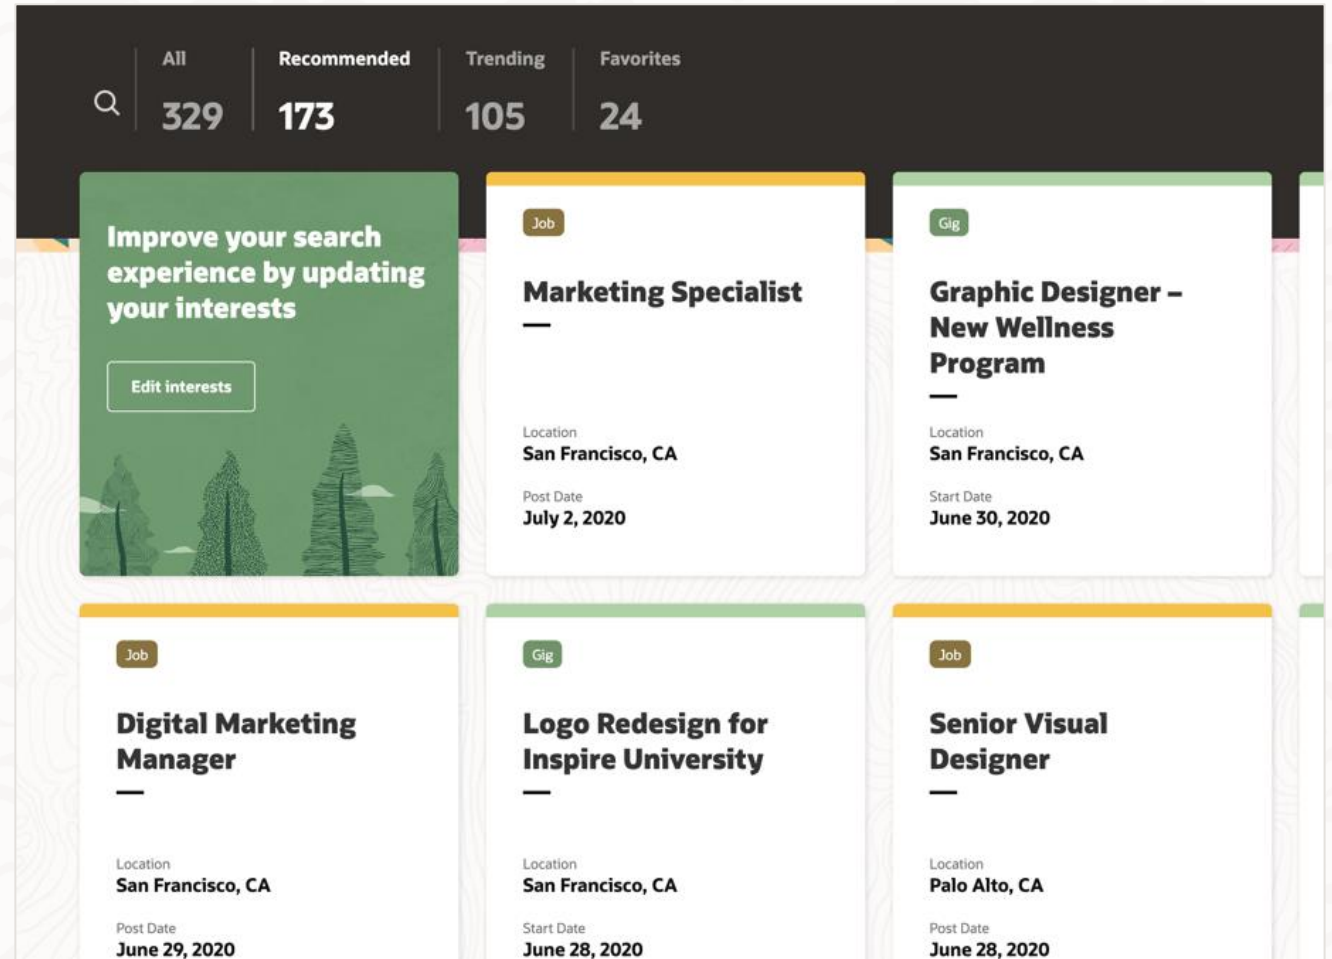 All
Recommended
Trending
Favorites
329
173
105
24
Improve your search
experience by updating
your interests
Edit interests
Job
Marketing Specialist
Location
San Francisco, CA
Post Date
July 2, 2020
Gig
Graphic Designer –
New Wellness
Program
Location
San Francisco, CA
Start Date
June 30, 2020
Job
Digital Marketing
Manager
Location
San Francisco, CA
Post Date
June 29, 2020
Gig
Logo Redesign for
Inspire University
Location
San Francisco, CA
Start Date
June 28, 2020
Job
Senior Visual
Designer
Location
Palo Alto, CA
Post Date
June 28, 2020